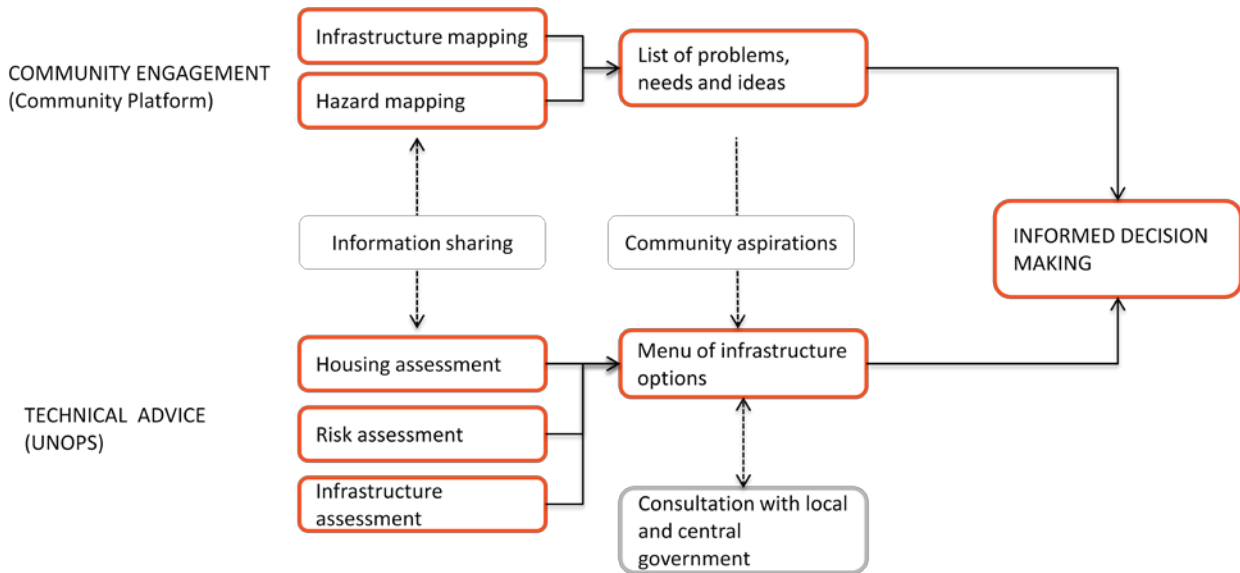 COMMUNITY ENGAGEMENT
(Community Platform)
Infrastructure mapping
Hazard mapping
List of problems,
needs and ideas
Information sharing
Community aspirations
INFORMED DECISION
MAKING
TECHNICAL ADVICE
(UNOPS)
Housing assessment
Risk assessment
Infrastructure
assessment
Menu of infrastructure
options
Consultation with local
and central
government